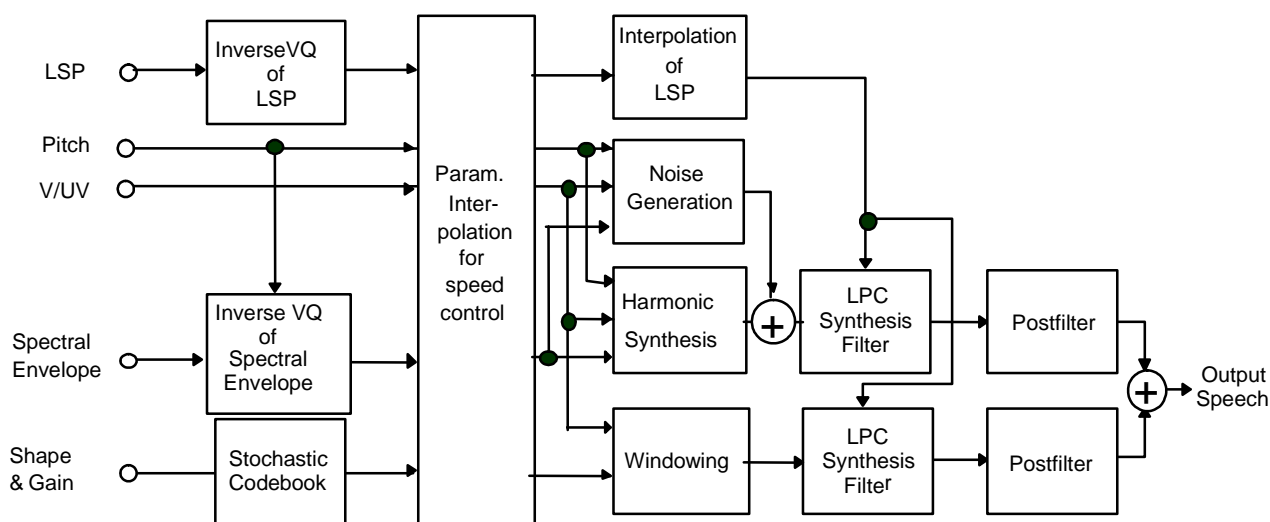 LSP
InverseVQ
of
LSP
Pitch
V/UV
Spectral
Envelope
Inverse VQ
of
Spectral
Envelope
Shape
& Gain
Stochastic
Codebook
Param.
Inter-
polation
for
speed
control
Interpolation
of
LSP
Noise
Generation
Harmonic
Synthesis
+
LPC
Synthesis
Filter
Postfilter
Windowing
LPC
Synthesis
Filter
Postfilter
+
Output
Speech